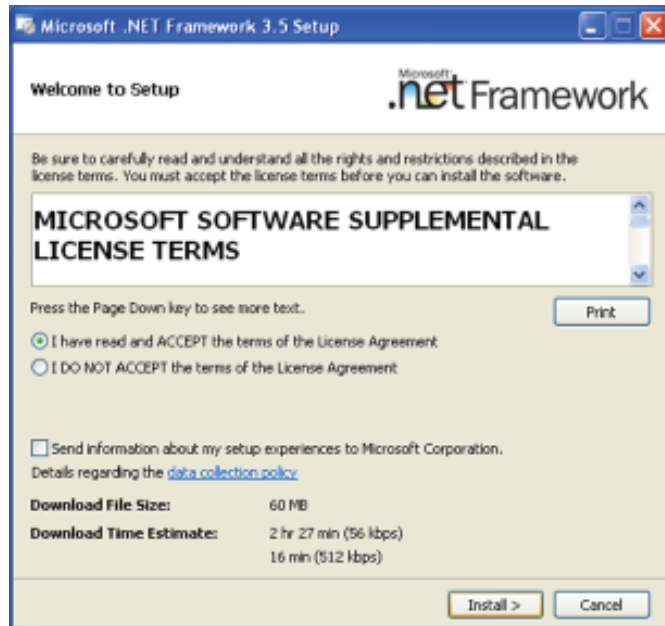 Microsoft .NET Framework 3.5 Setup
Welcome to Setup
Microsoft
.net Framework
Be sure to carefully read and understand all the rights and restrictions described in the
license terms. You must accept the license terms before you can install the software.
MICROSOFT SOFTWARE SUPPLEMENTAL
LICENSE TERMS
Press the Page Down key to see more text.
Print
I have read and ACCEPT the terms of the License Agreement
I DO NOT ACCEPT the terms of the License Agreement
Send information about my setup experiences to Microsoft Corporation.
Details regarding the data collection policy
Download File Size: 60 MB
Download Time Estimate: 2 hr 27 min (56 kbps)
16 min (512 kbps)
Install > Cancel